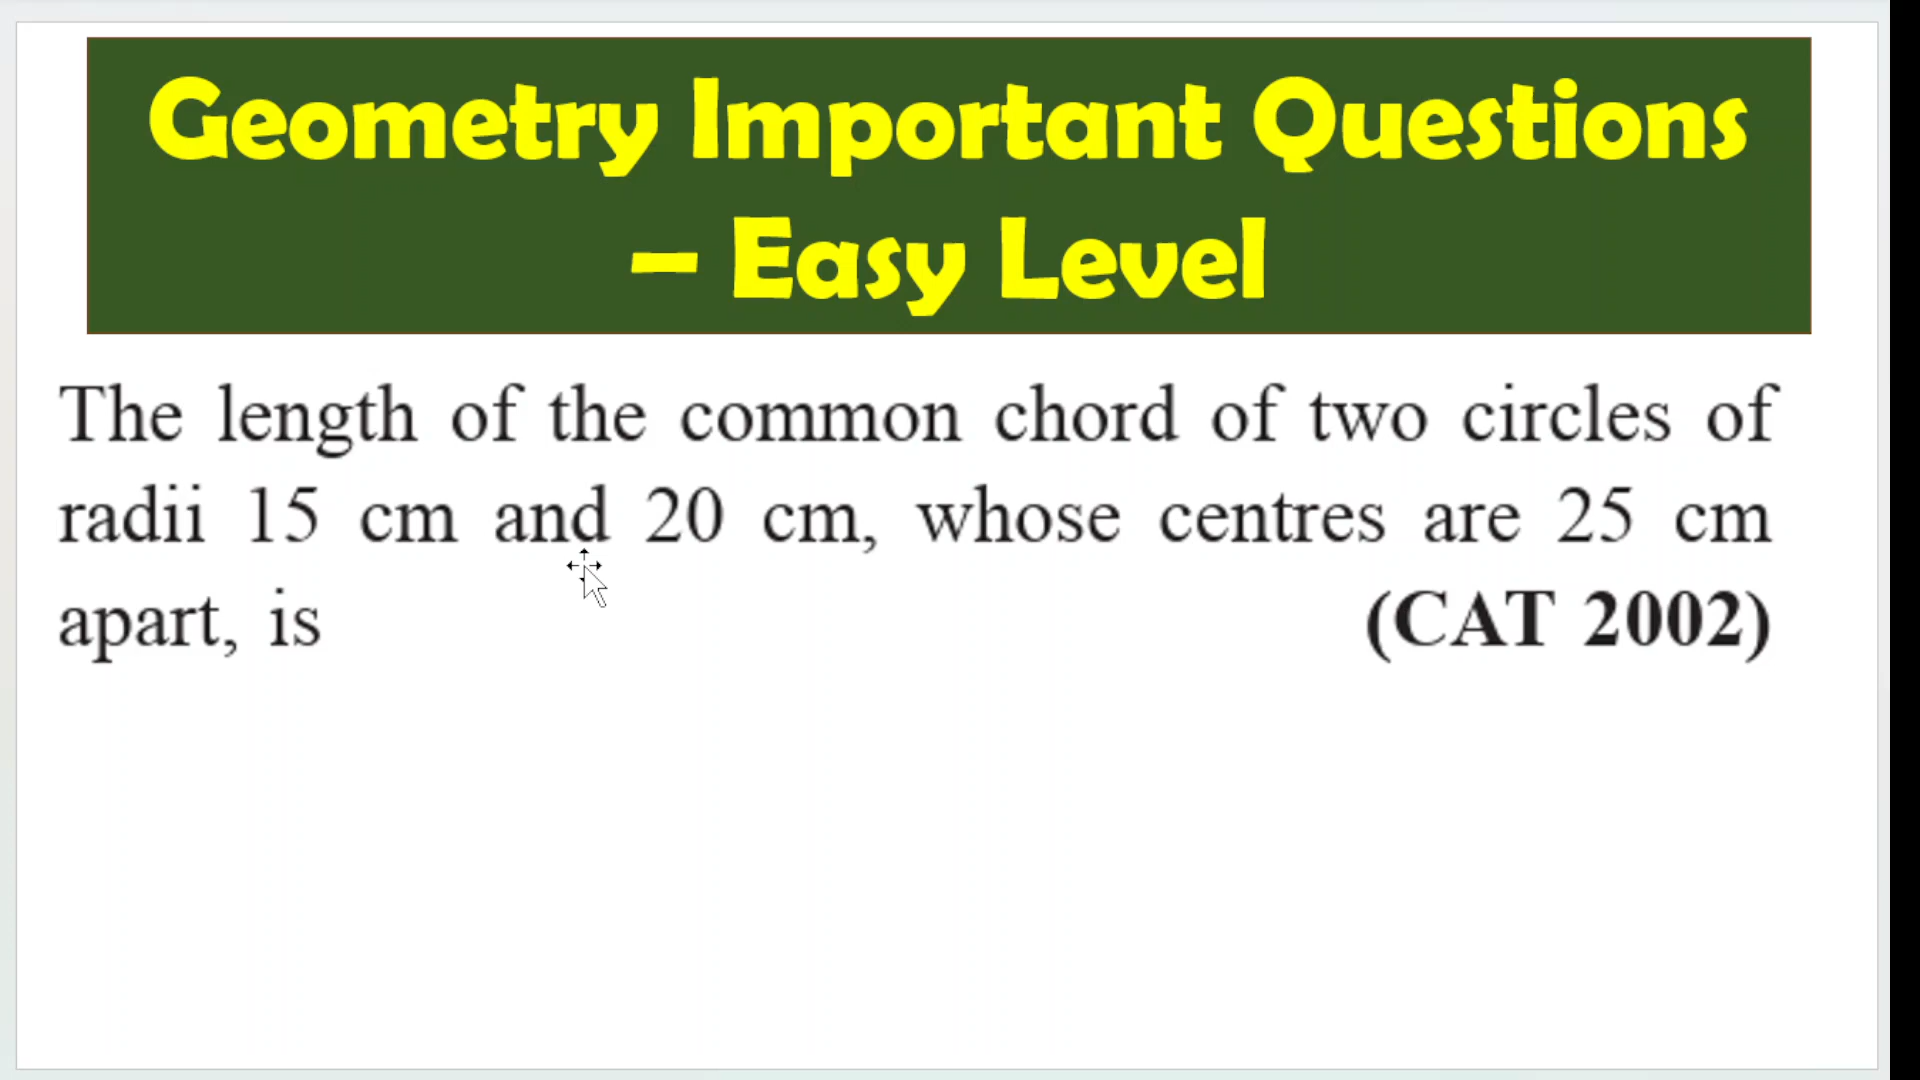 Geometry Important Questions
– Easy Level
The length of the common chord of two circles of
radii 15 cm and 20 cm, whose centres are 25 cm
apart, is (CAT 2002)